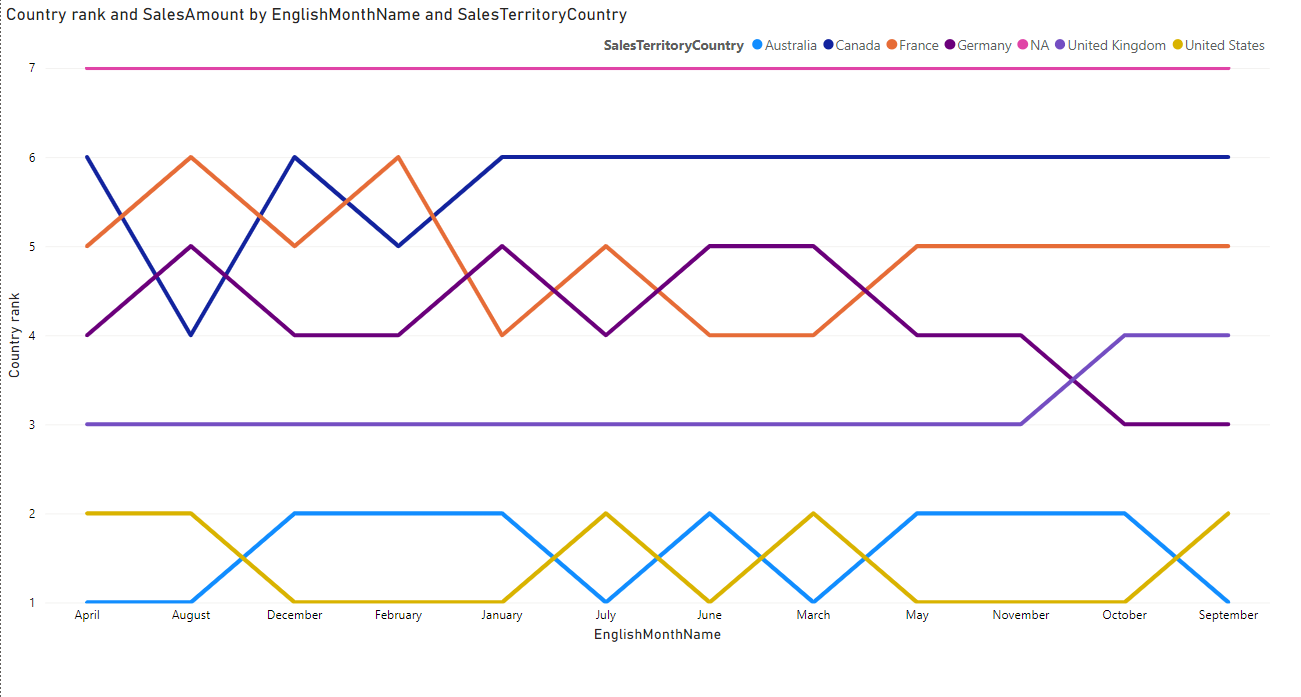 Country rank and SalesAmount by EnglishMonthName and SalesTerritoryCountry
SalesTerritoryCountry Australia Canada France Germany NA United Kingdom United States
7
6
5
4
3
2
1
Country rank
April August December February January July June March May November October September
EnglishMonthName